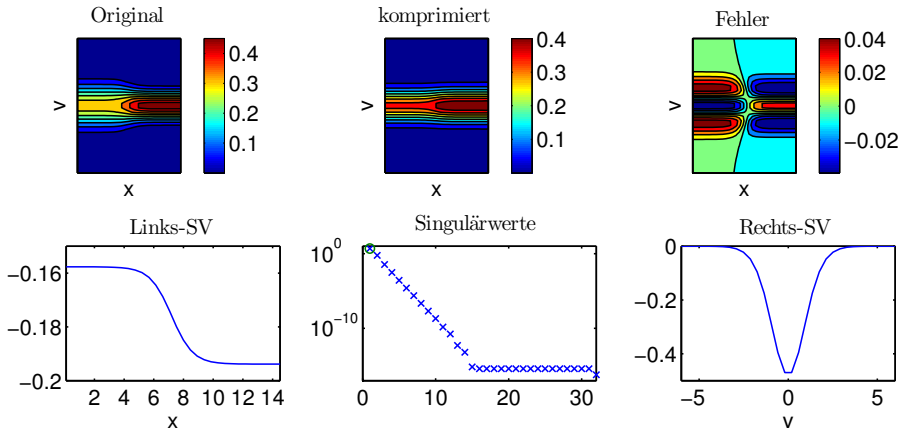 Original
0.4
0.3
0.2
0.1
v
x
komprimiert
0.4
0.3
0.2
0.1
v
x
Fehler
0.04
0.02
0
−0.02
v
x
Links-SV
−0.16
−0.18
−0.2
2 4 6 8 10 12 14
x
Singulärwerte
10^0
10^−10
0 10 20 30
Rechts-SV
0
−0.2
−0.4
−5 0 5
v